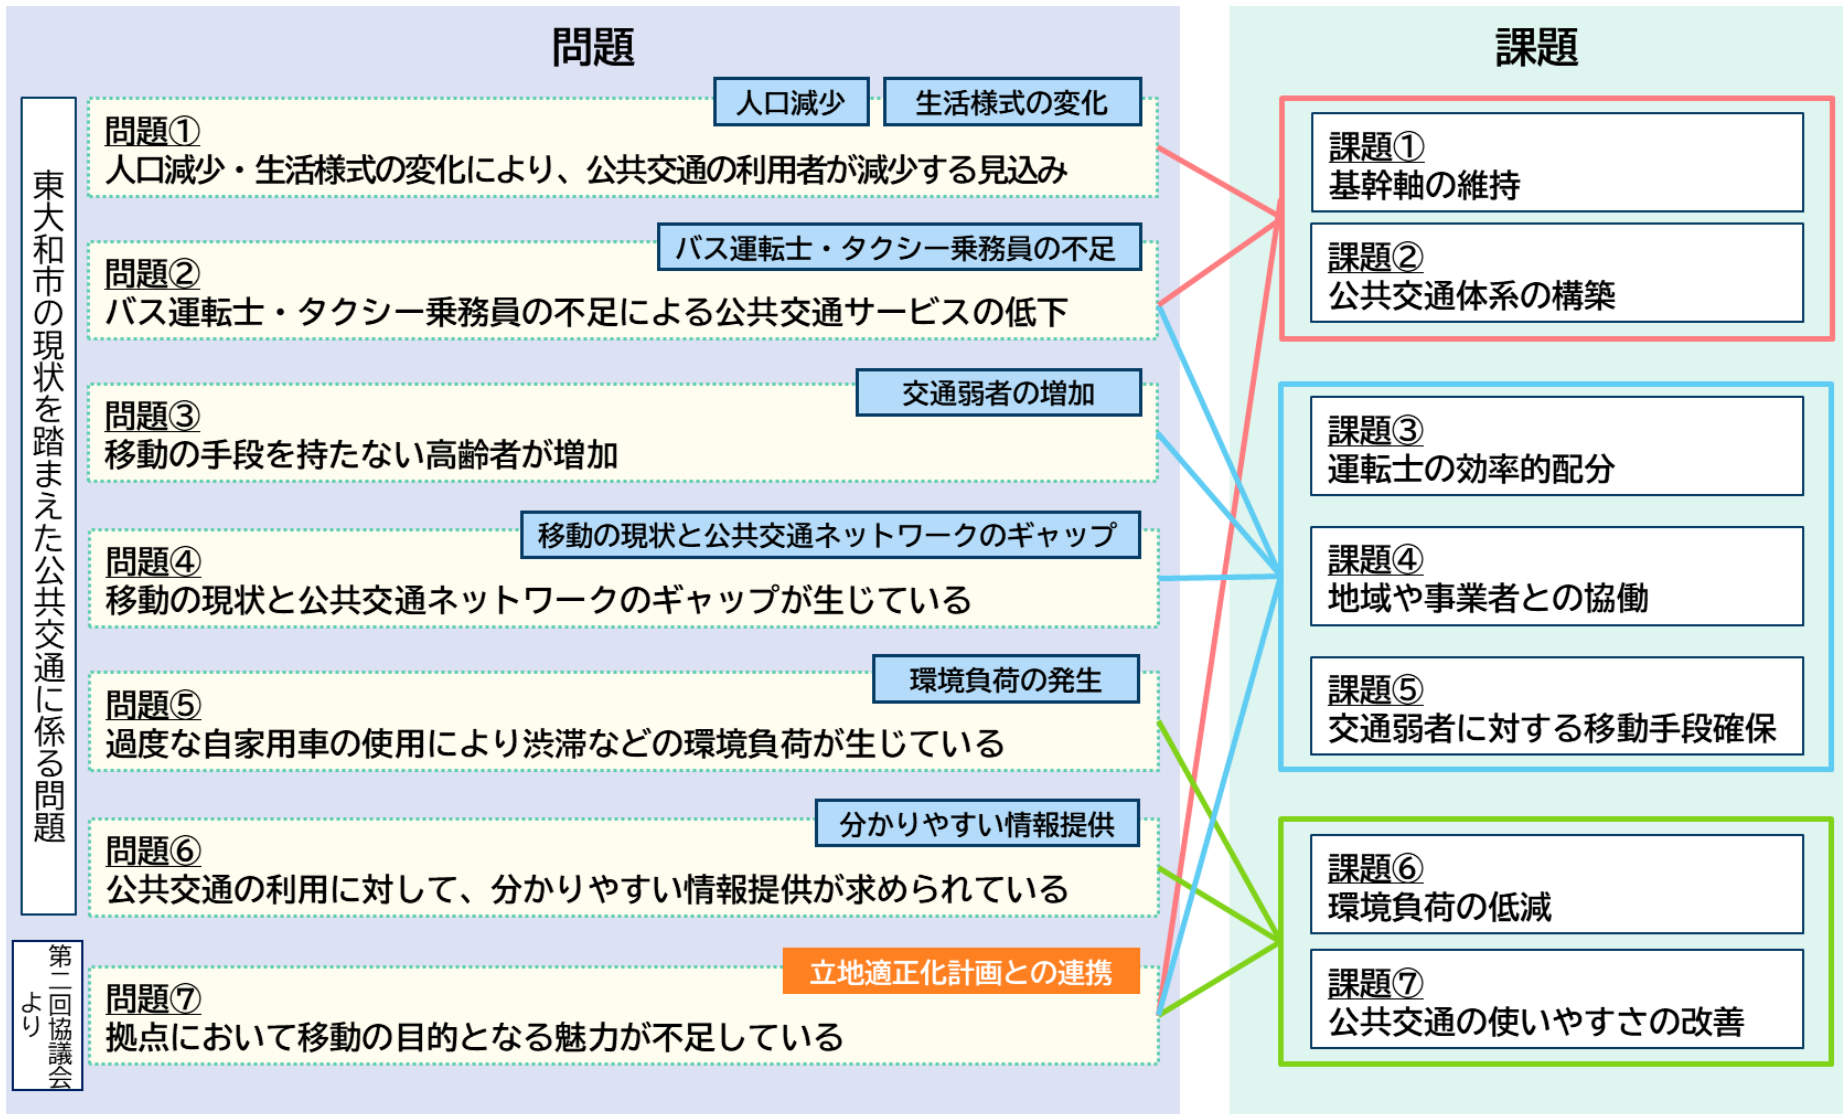 問題
課題
東大和市の現状を踏まえた公共交通に係る問題
人口減少
生活様式の変化
問題①
人口減少・生活様式の変化により、公共交通の利用者が減少する見込み
バス運転士・タクシー乗務員の不足
問題②
バス運転士・タクシー乗務員の不足による公共交通サービスの低下
交通弱者の増加
問題③
移動の手段を持たない高齢者が増加
移動の現状と公共交通ネットワークのギャップ
問題④
移動の現状と公共交通ネットワークのギャップが生じている
環境負荷の発生
問題⑤
過度な自家用車の使用により渋滞などの環境負荷が生じている
分かりやすい情報提供
問題⑥
公共交通の利用に対して、分かりやすい情報提供が求められている
第二回協議会
より
立地適正化計画との連携
問題⑦
拠点において移動の目的となる魅力が不足している
課題①
基幹軸の維持
課題②
公共交通体系の構築
課題③
運転士の効率的配分
課題④
地域や事業者との協働
課題⑤
交通弱者に対する移動手段確保
課題⑥
環境負荷の低減
課題⑦
公共交通の使いやすさの改善